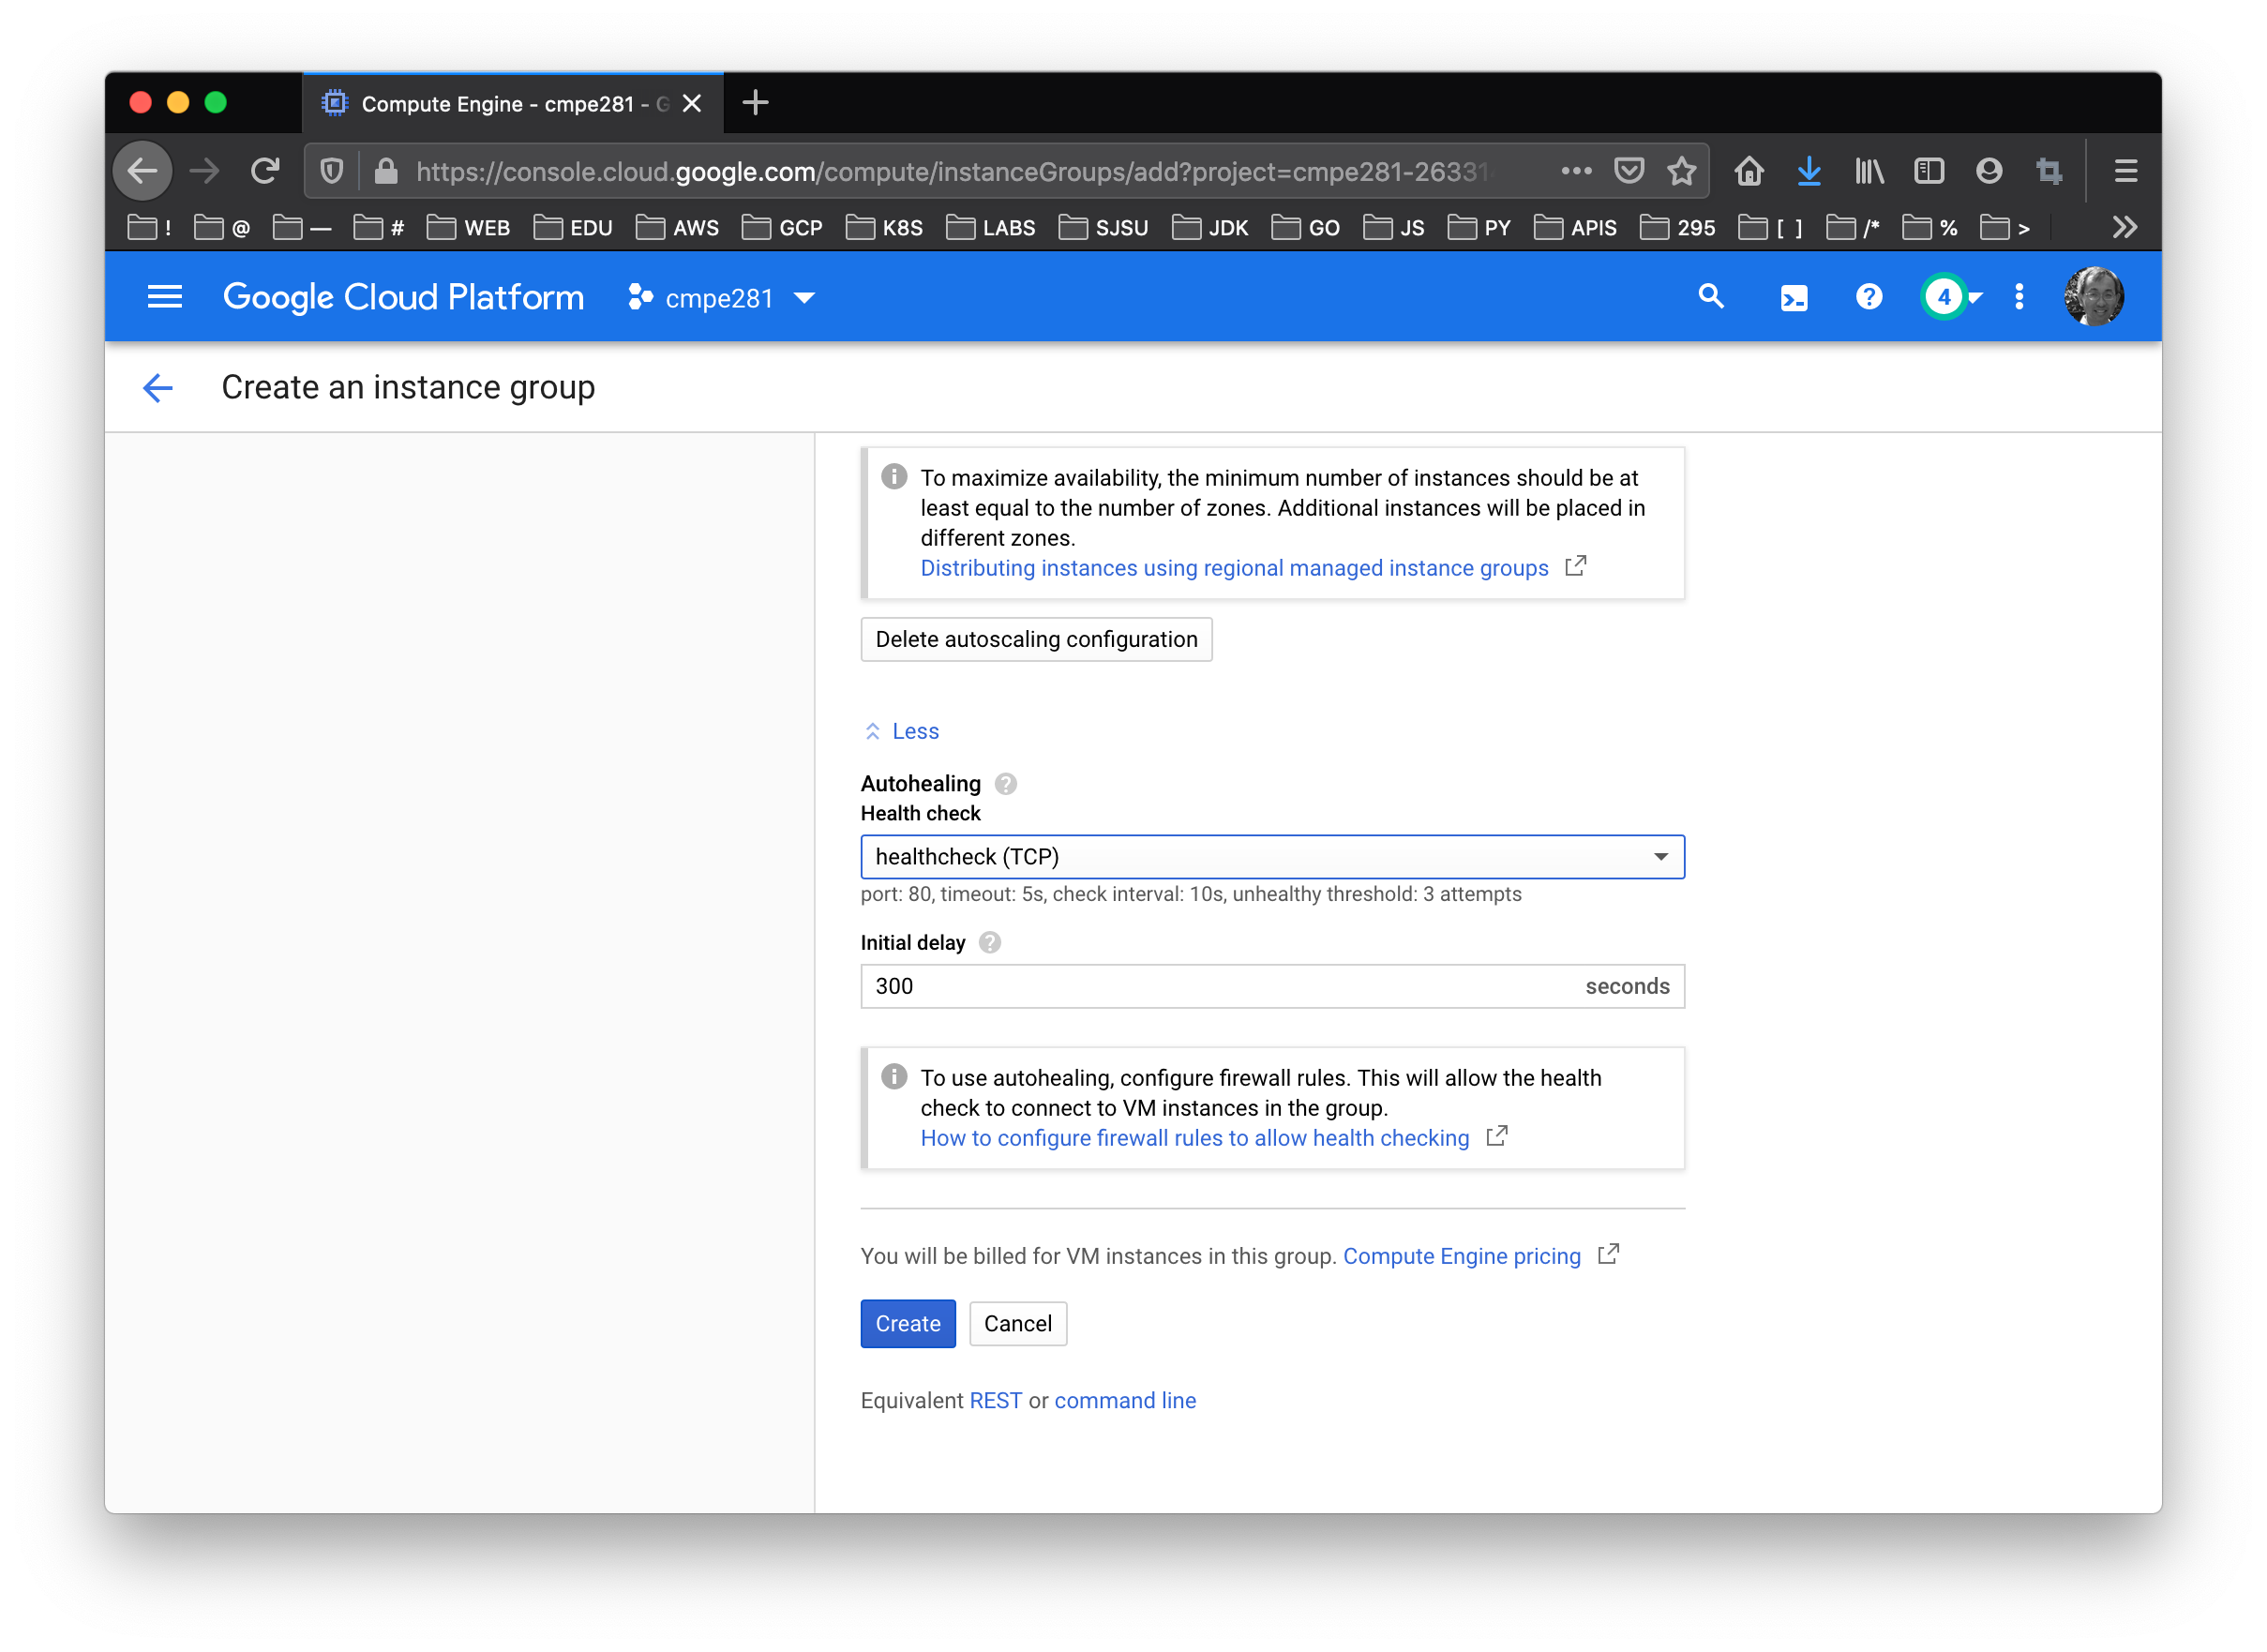 Compute Engine - cmpe281 - G
https://console.cloud.google.com/compute/instanceGroups/add?project=cmpe281-26331
! @ — # WEB EDU AWS GCP K8S LABS SJSU JDK GO JS PY APIS 295 [ ] /* % >
Google Cloud Platform cmpe281 4
Create an instance group
To maximize availability, the minimum number of instances should be at
least equal to the number of zones. Additional instances will be placed in
different zones.
Distributing instances using regional managed instance groups
Delete autoscaling configuration
Less
Autohealing
Health check
healthcheck (TCP)
port: 80, timeout: 5s, check interval: 10s, unhealthy threshold: 3 attempts
Initial delay
300 seconds
To use autohealing, configure firewall rules. This will allow the health
check to connect to VM instances in the group.
How to configure firewall rules to allow health checking
You will be billed for VM instances in this group. Compute Engine pricing
Create Cancel
Equivalent REST or command line